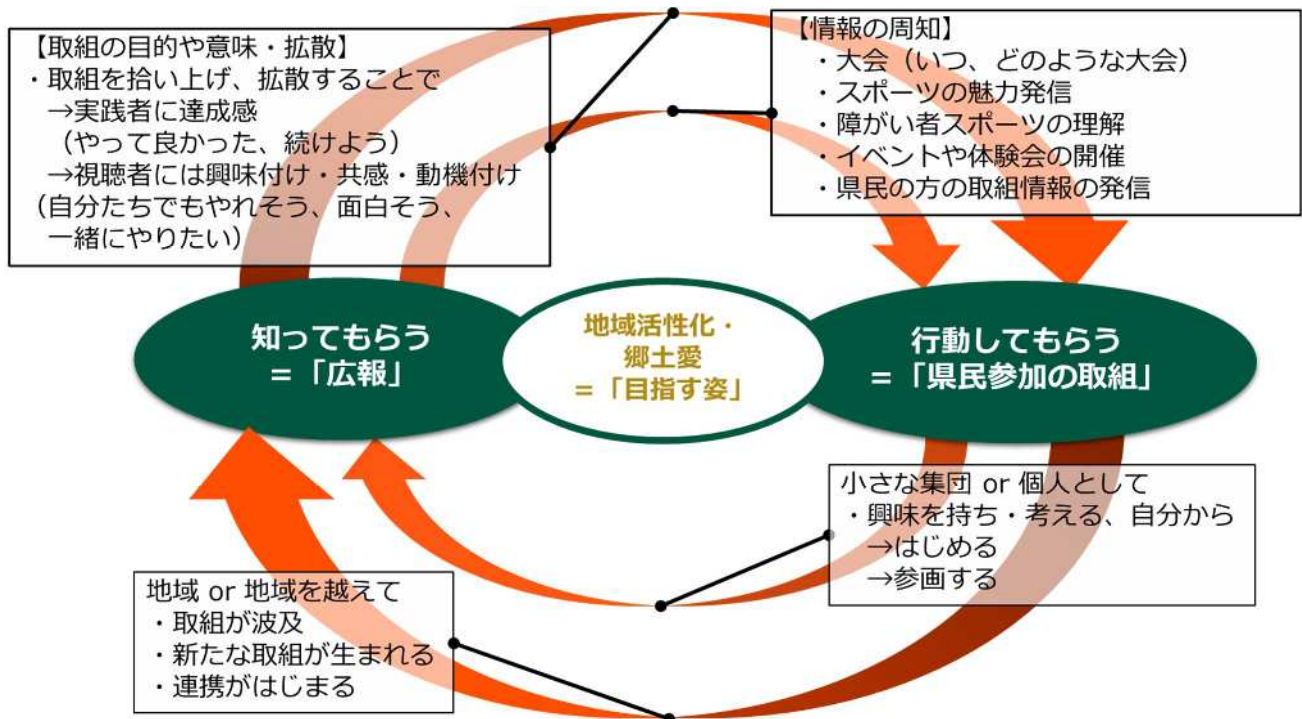 【取組の目的や意味・拡散】
・取組を拾い上げ、拡散することで
→実践者に達成感
(やって良かった、続けよう)
→視聴者には興味付け・共感・動機付け
(自分たちでもやれそう、面白そう、
一緒にやりたい)
【情報の周知】
・大会(いつ、どのような大会)
・スポーツの魅力発信
・障がい者スポーツの理解
・イベントや体験会の開催
・県民の方の取組情報の発信
知ってもらう
=「広報」
地域活性化・
郷土愛
=「目指す姿」
行動してもらう
=「県民参加の取組」
小さな集団 or 個人として
・興味を持ち・考える、自分から
→はじめる
→参画する
地域 or 地域を越えて
・取組が波及
・新たな取組が生まれる
・連携がはじまる